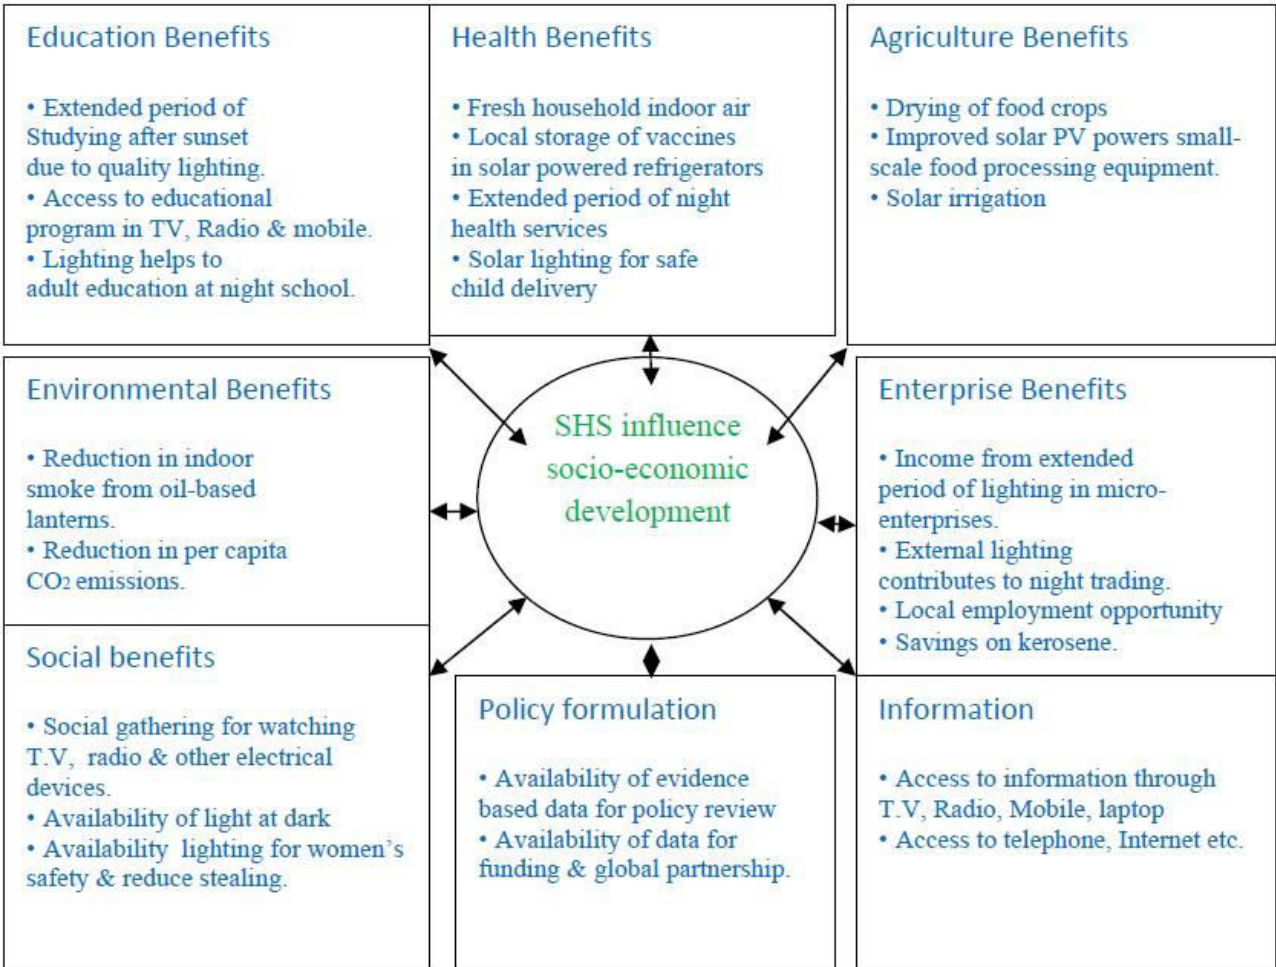 Education Benefits
• Extended period of
Studying after sunset
due to quality lighting.
• Access to educational
program in TV, Radio & mobile.
• Lighting helps to
adult education at night school.
Health Benefits
• Fresh household indoor air
• Local storage of vaccines
in solar powered refrigerators
• Extended period of night
health services
• Solar lighting for safe
child delivery
Agriculture Benefits
• Drying of food crops
• Improved solar PV powers small-
scale food processing equipment.
• Solar irrigation
Environmental Benefits
• Reduction in indoor
smoke from oil-based
lanterns.
• Reduction in per capita
CO2 emissions.
SHS influence
socio-economic
development
Enterprise Benefits
• Income from extended
period of lighting in micro-
enterprises.
• External lighting
contributes to night trading.
• Local employment opportunity
• Savings on kerosene.
Social benefits
• Social gathering for watching
T.V, radio & other electrical
devices.
• Availability of light at dark
• Availability lighting for women's
safety & reduce stealing.
Policy formulation
• Availability of evidence
based data for policy review
• Availability of data for
funding & global partnership.
Information
• Access to information through
T.V, Radio, Mobile, laptop
• Access to telephone, Internet etc.